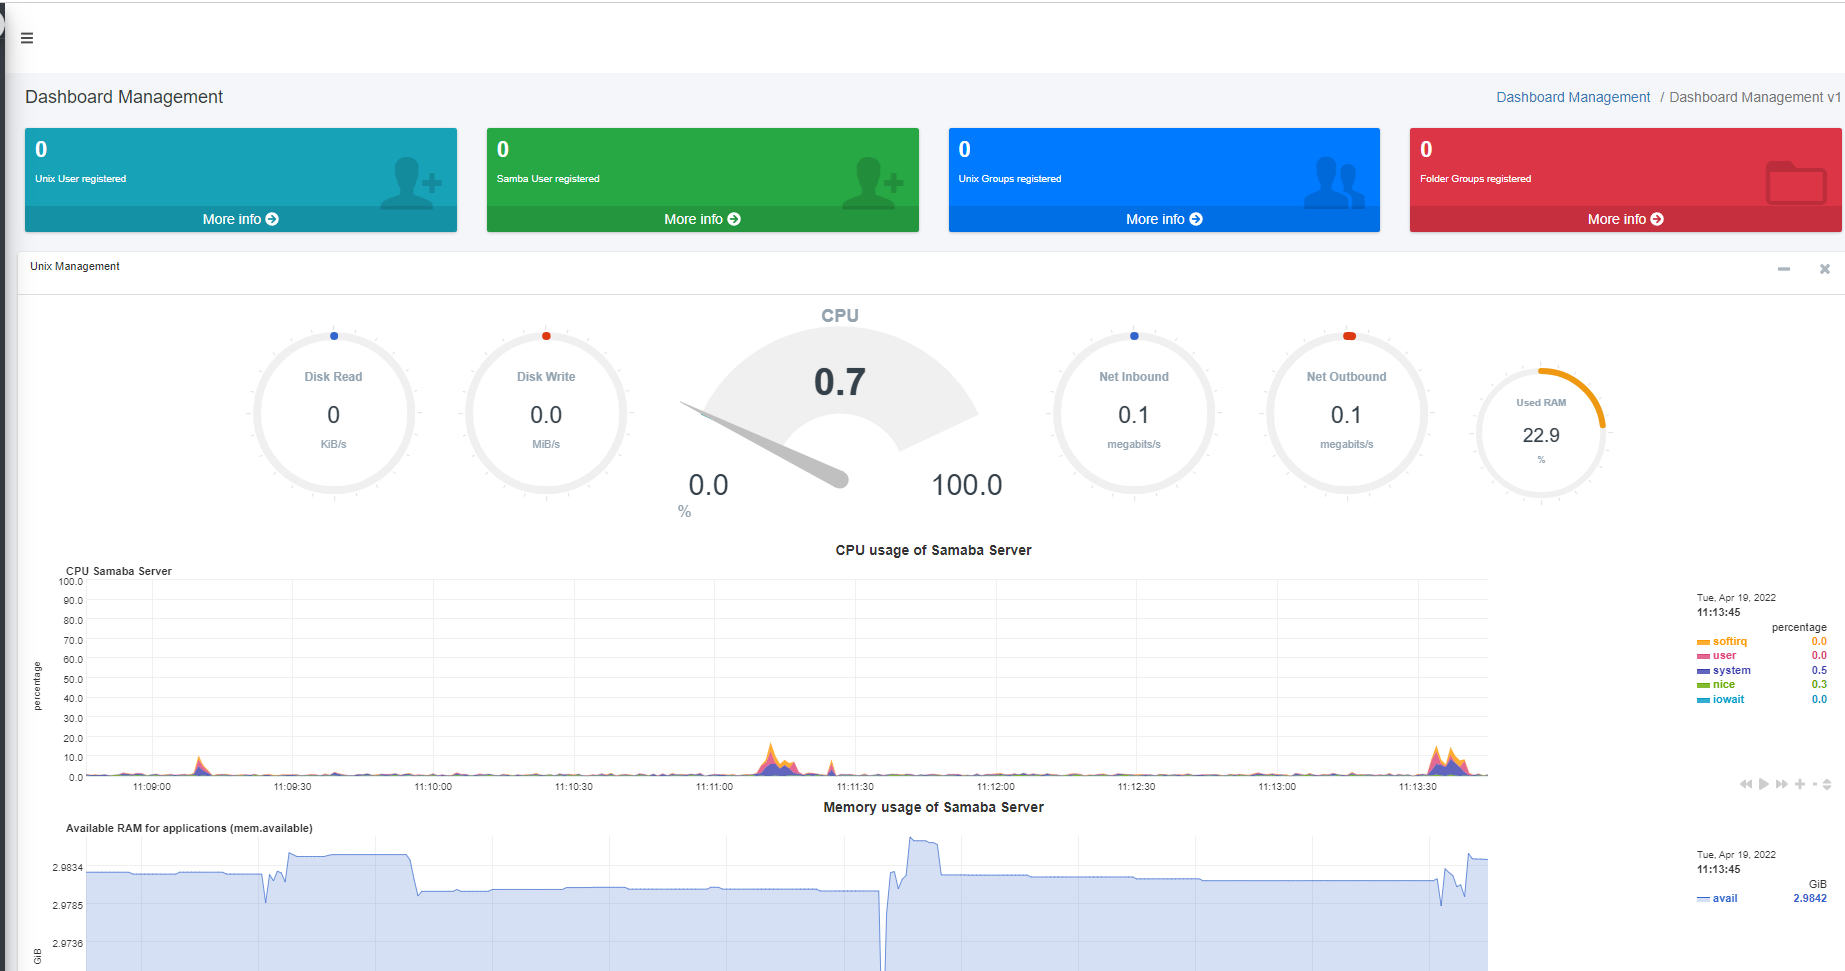 Dashboard Management
Dashboard Management / Dashboard Management v1
0
Unix User registered
More info
0
Samba User registered
More info
0
Unix Groups registered
More info
0
Folder Groups registered
More info
Unix Management
Disk Read
0
KiB/s
Disk Write
0.0
MiB/s
CPU
0.7
0.0
100.0
%
Net Inbound
0.1
megabits/s
Net Outbound
0.1
megabits/s
Used RAM
22.9
%
CPU usage of Samaba Server
CPU Samaba Server
percentage
100.0
90.0
80.0
70.0
60.0
50.0
40.0
30.0
20.0
10.0
0.0
11:09:00 11:09:30 11:10:00 11:10:30 11:11:00 11:11:30 11:12:00 11:12:30 11:13:00 11:13:30
Tue, Apr 19, 2022
11:13:45
percentage
softirq 0.0
user 0.0
system 0.5
nice 0.3
iowait 0.0
Memory usage of Samaba Server
Available RAM for applications (mem.available)
GiB
2.9834
2.9785
2.9736
Tue, Apr 19, 2022
11:13:45
GiB
avail 2.9842